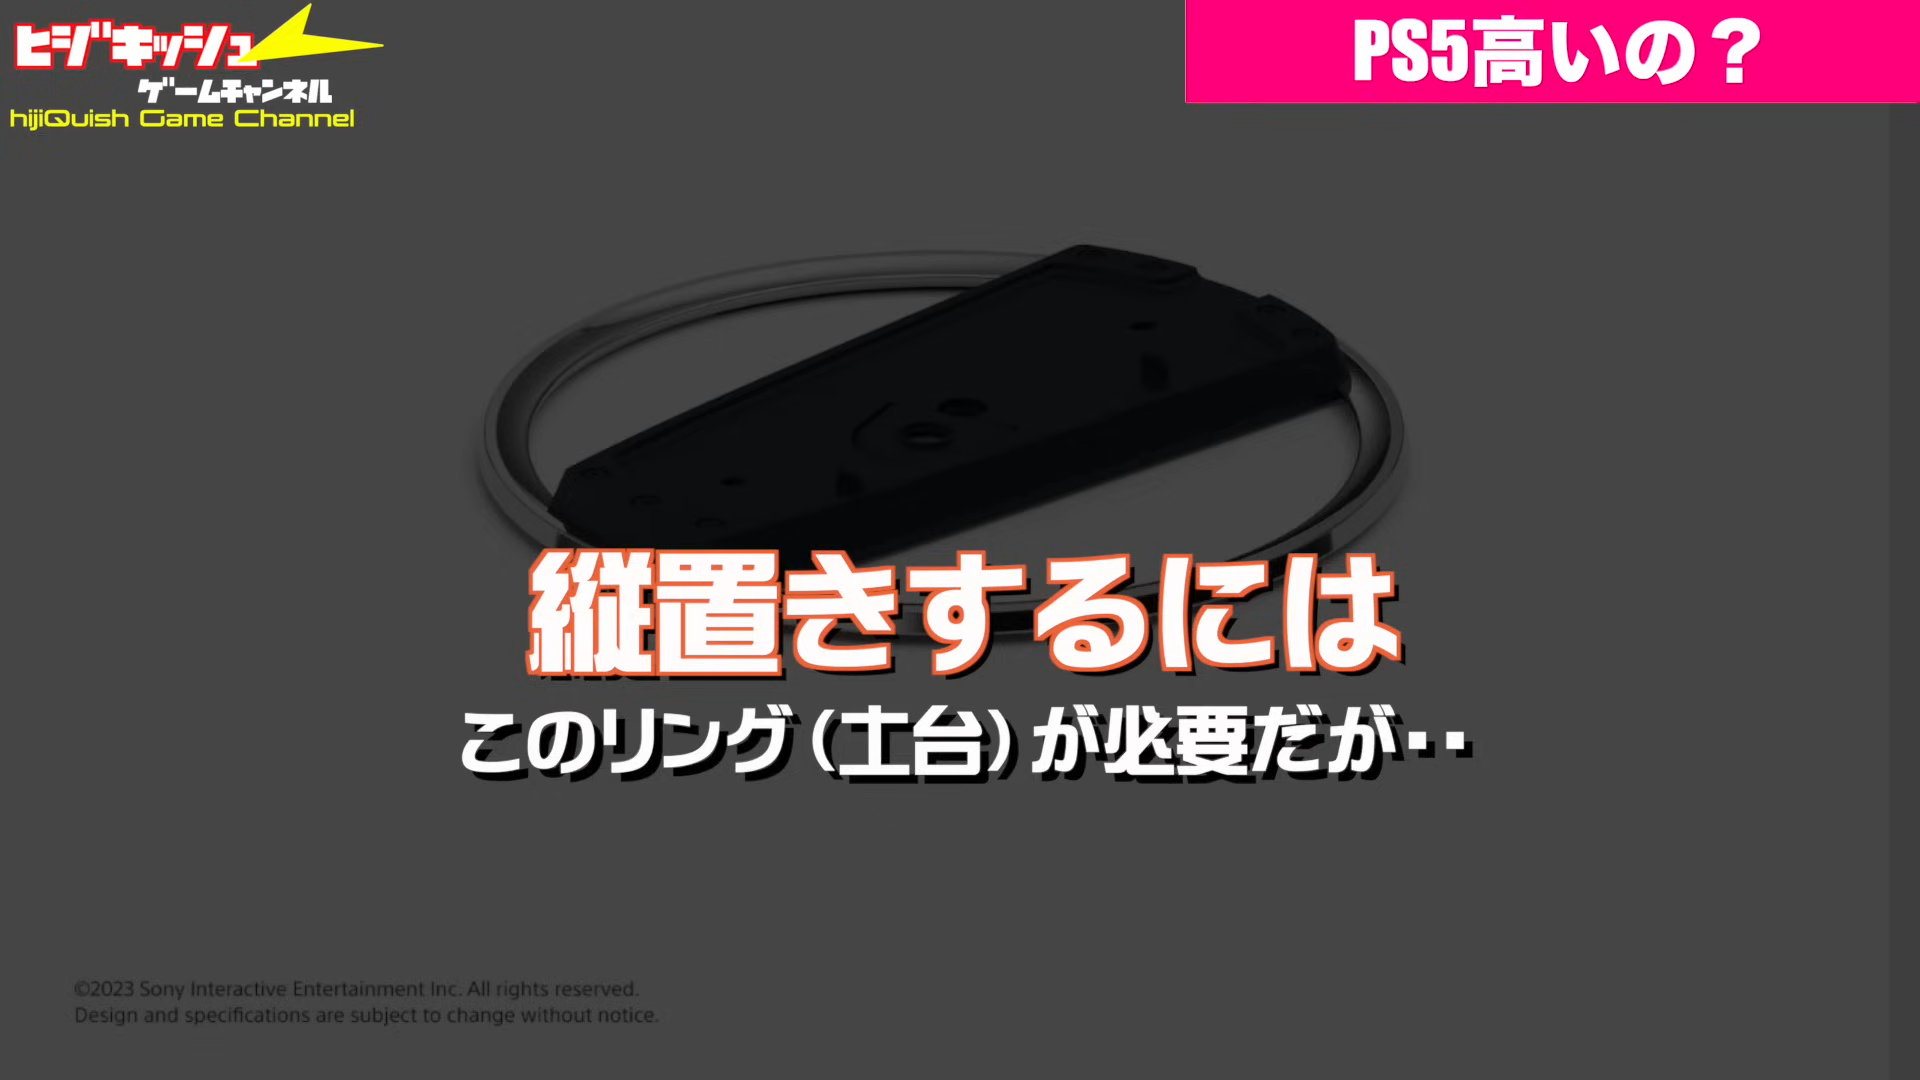 ヒジキッシュ
ゲームチャンネル
hijiQuish Game Channel
PS5高いの？
縦置きするには
このリング（土台）が必要だが・・
©2023 Sony Interactive Entertainment Inc. All rights reserved.
Design and specifications are subject to change without notice.